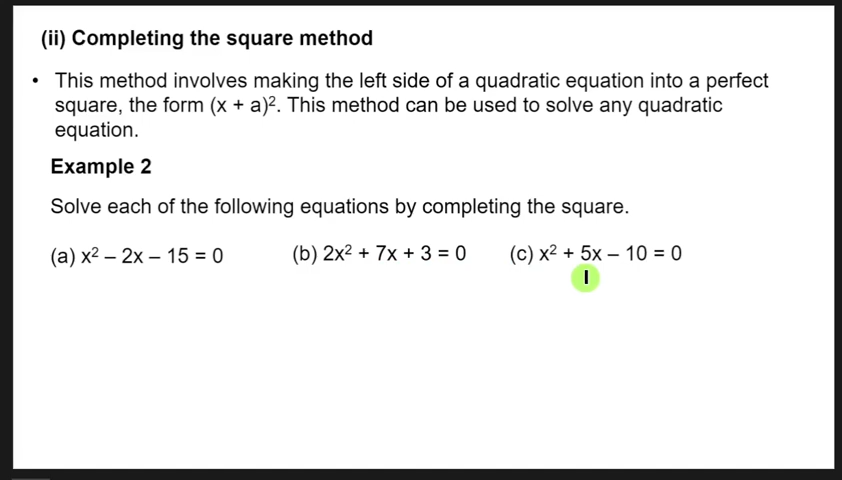 (ii) Completing the square method
• This method involves making the left side of a quadratic equation into a perfect
square, the form (x + a)². This method can be used to solve any quadratic
equation.
Example 2
Solve each of the following equations by completing the square.
(a) x² – 2x – 15 = 0 (b) 2x² + 7x + 3 = 0 (c) x² + 5x – 10 = 0